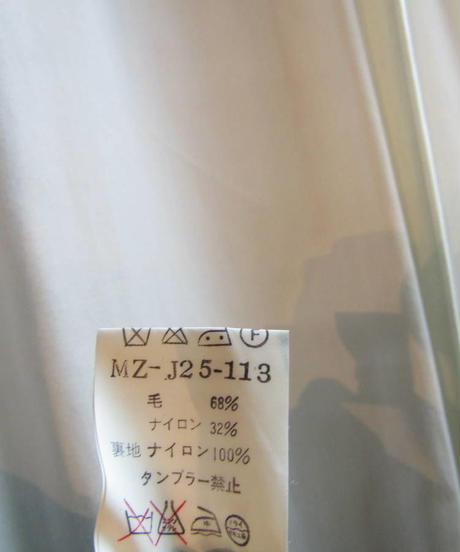 F
MZ-J25-113
毛 68%
ナイロン 32%
裏地 ナイロン100%
タンブラー禁止